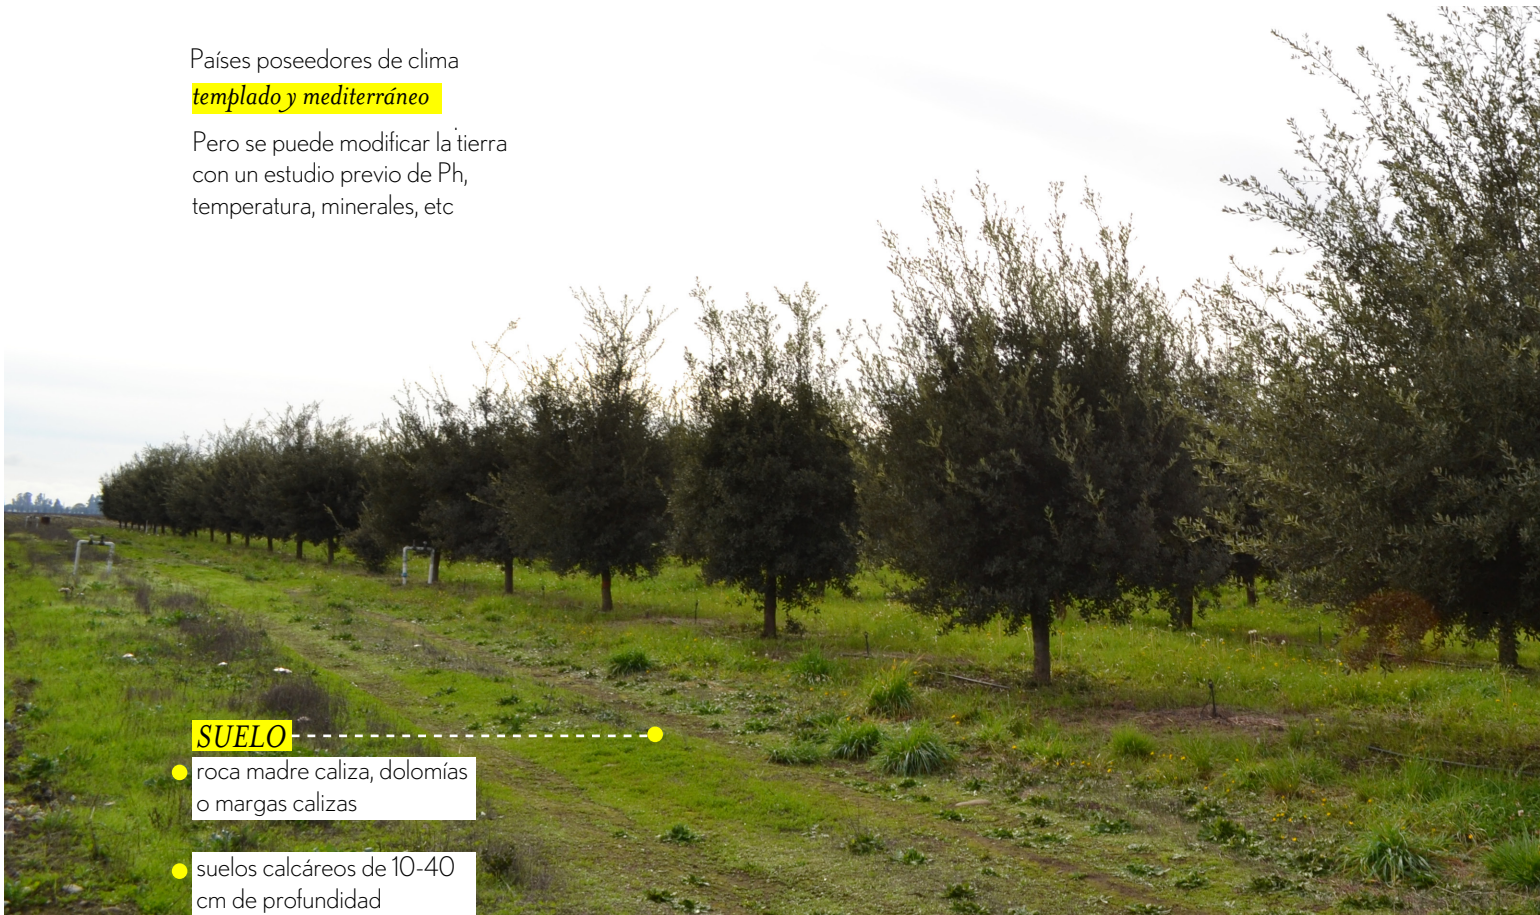 Países poseedores de clima
templado y mediterráneo
Pero se puede modificar la tierra
con un estudio previo de Ph,
temperatura, minerales, etc
SUELO
roca madre caliza, dolomías
o margas calizas
suelos calcáreos de 10-40
cm de profundidad